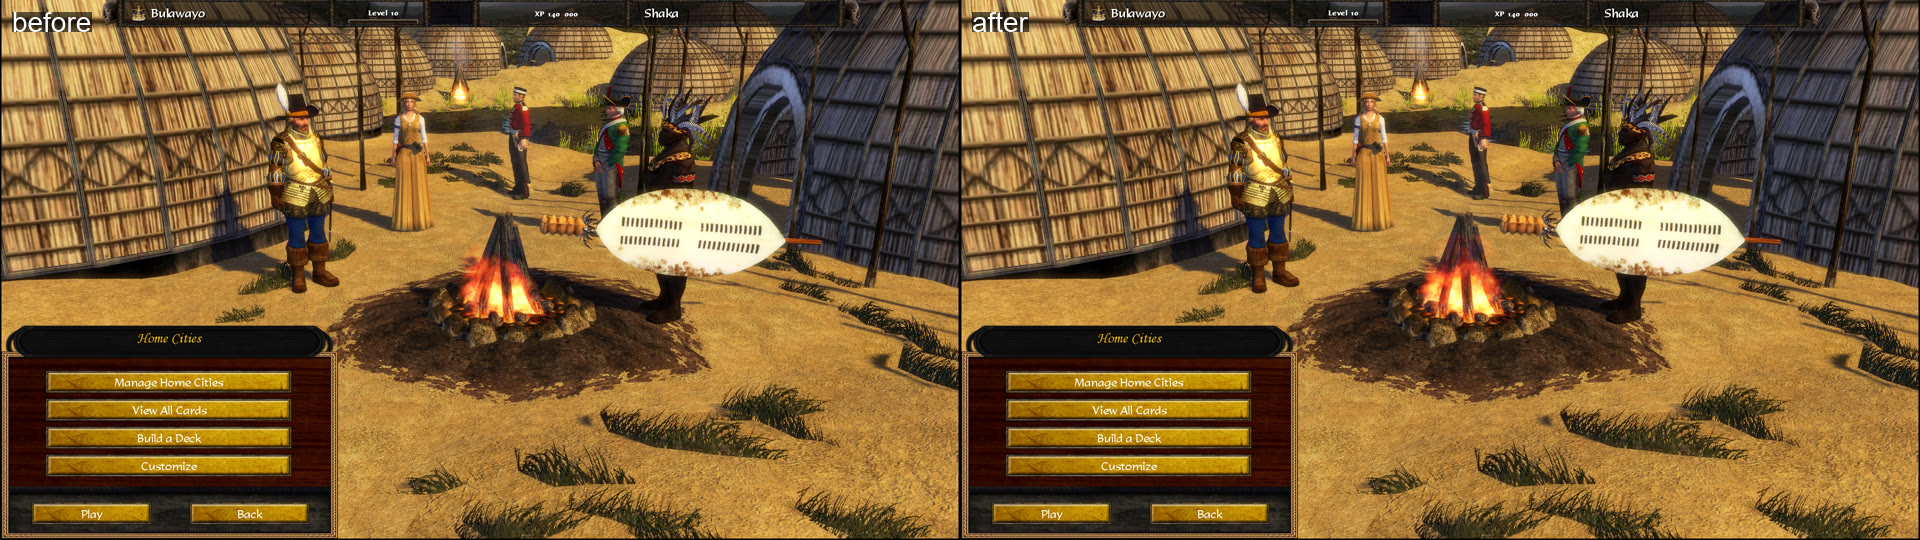 before
Bulawayo
Level 10
XP 140 000
Shaka
Home Cities
Manage Home Cities
View All Cards
Build a Deck
Customize
Play
Back
after
Bulawayo
Level 10
XP 140 000
Shaka
Home Cities
Manage Home Cities
View All Cards
Build a Deck
Customize
Play
Back